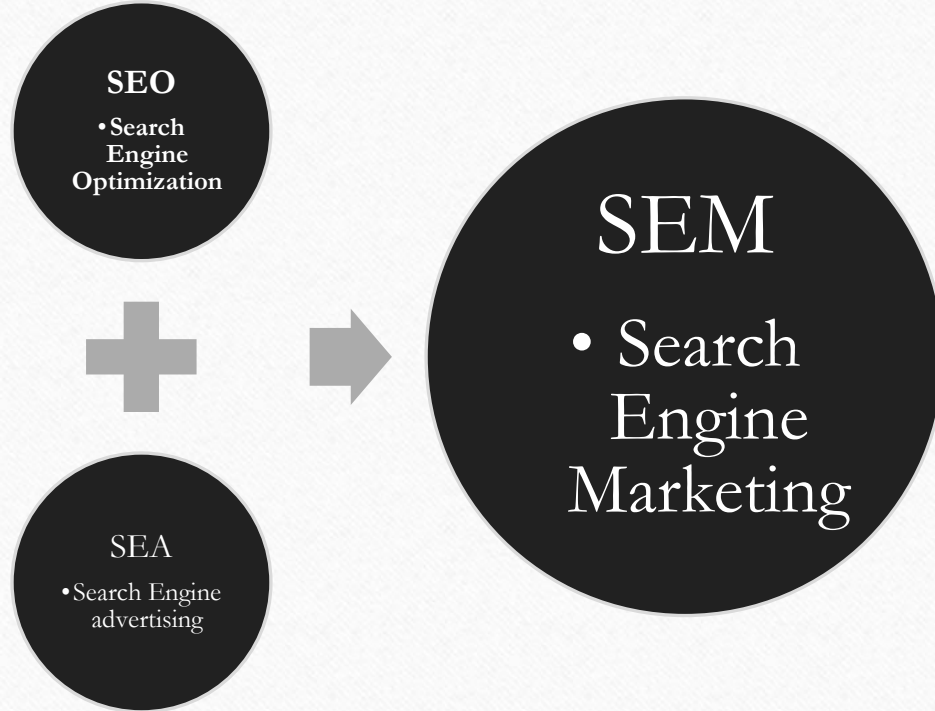 SEO
•Search
Engine
Optimization
SEA
•Search Engine
advertising
SEM
• Search
Engine
Marketing